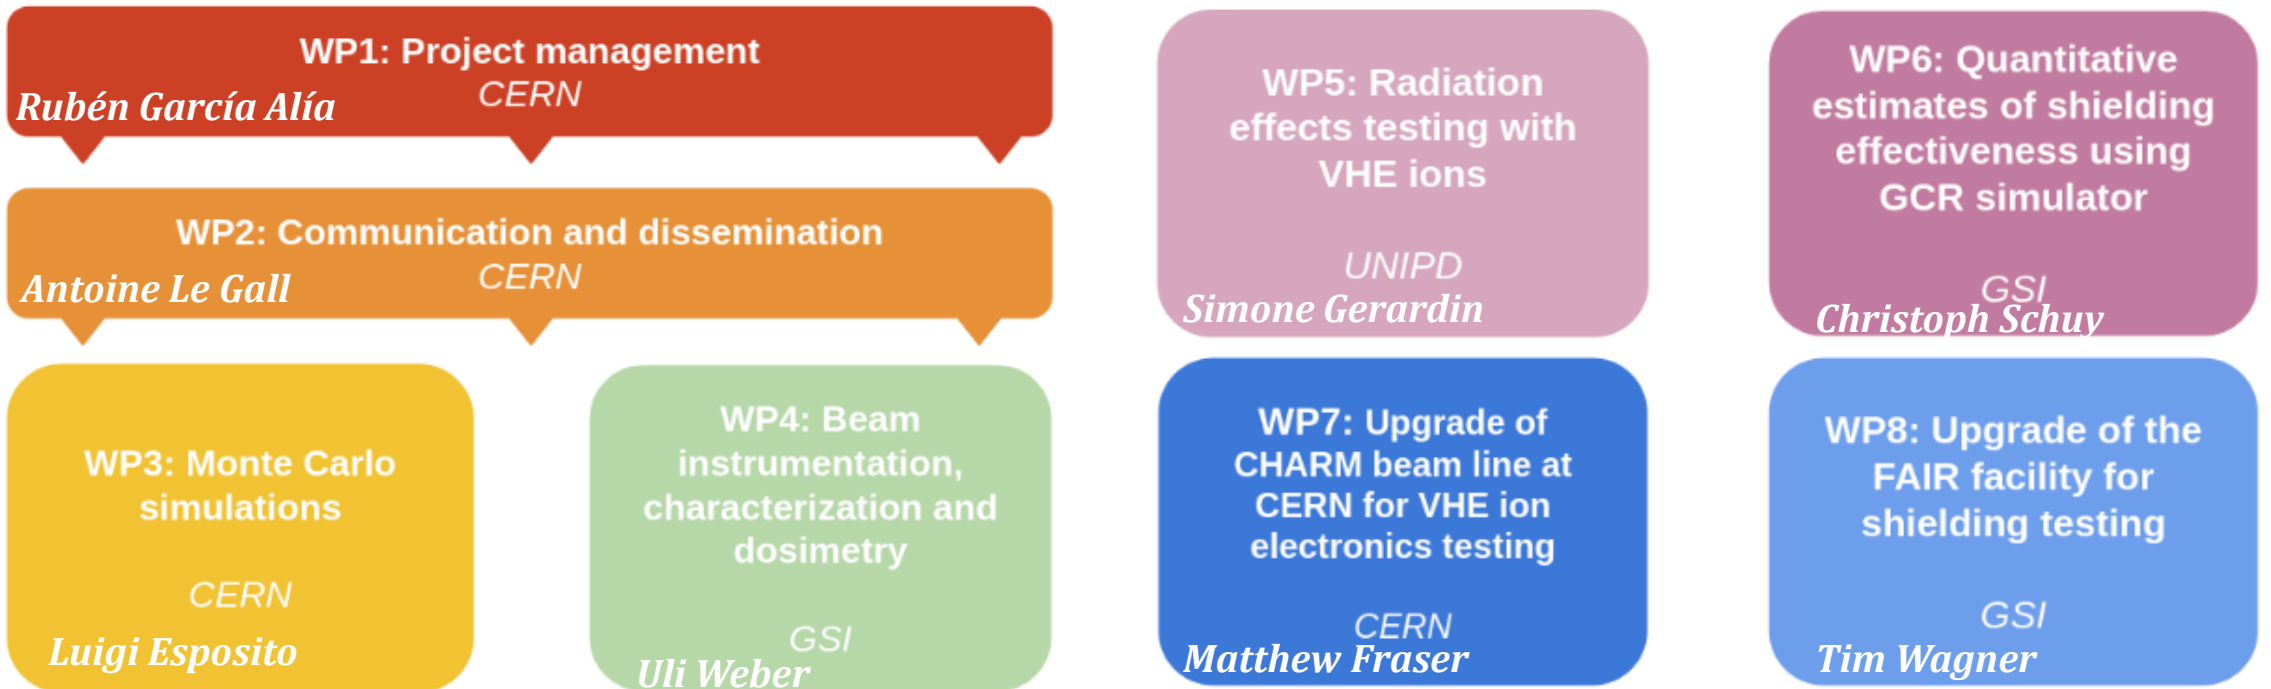 WP1: Project management
CERN
Rubén García Alía
WP2: Communication and dissemination
CERN
Antoine Le Gall
WP3: Monte Carlo
simulations
CERN
Luigi Esposito
WP4: Beam
instrumentation,
characterization and
dosimetry
GSI
Uli Weber
WP5: Radiation
effects testing with
VHE ions
UNIPD
Simone Gerardin
WP6: Quantitative
estimates of shielding
effectiveness using
GCR simulator
GSI
Christoph Schuy
WP7: Upgrade of
CHARM beam line at
CERN for VHE ion
electronics testing
CERN
Matthew Fraser
WP8: Upgrade of the
FAIR facility for
shielding testing
GSI
Tim Wagner